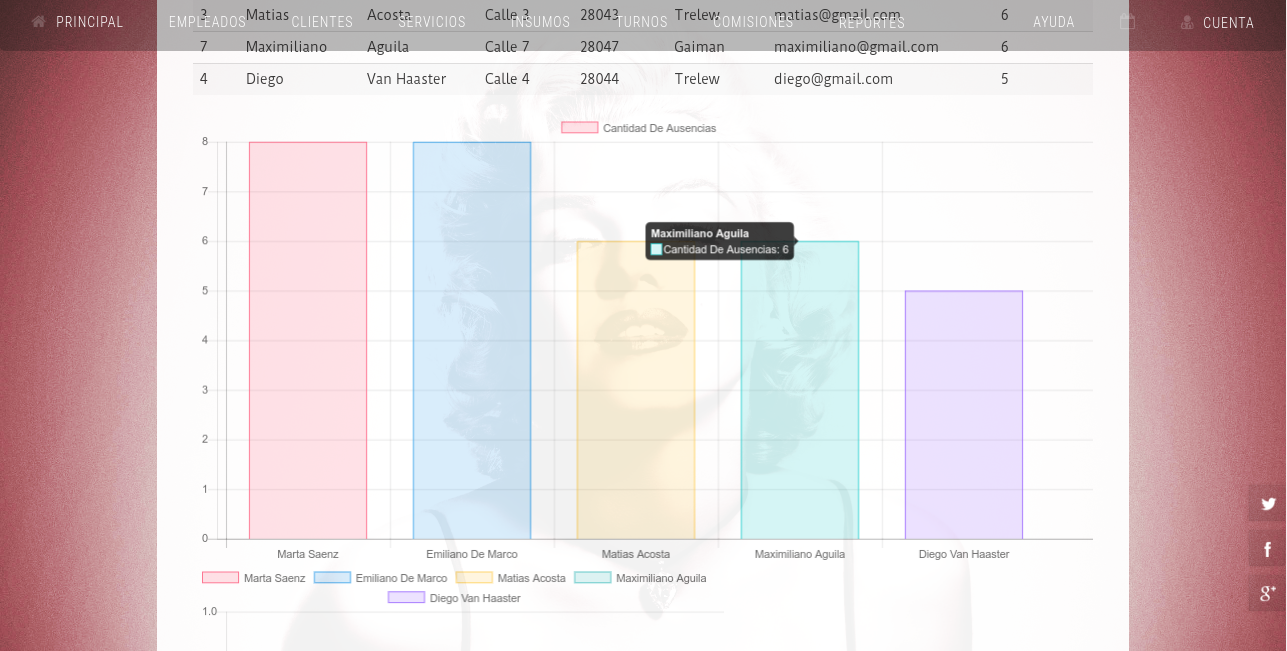 PRINCIPAL EMPLEADOS CLIENTES SERVICIOS INSUMOS TURNOS COMISIONES REPORTES AYUDA CUENTA
3 Matias Acosta Calle 3 28043 Trelew matias@gmail.com 6
7 Maximiliano Aguila Calle 7 28047 Gaiman maximiliano@gmail.com 6
4 Diego Van Haaster Calle 4 28044 Trelew diego@gmail.com 5
Cantidad De Ausencias
8
7
Maximiliano Aguila
6
Cantidad De Ausencias: 6
5
4
3
2
1
0
Marta Saenz Emiliano De Marco Matias Acosta Maximiliano Aguila Diego Van Haaster
Marta Saenz Emiliano De Marco Matias Acosta Maximiliano Aguila
Diego Van Haaster
1.0